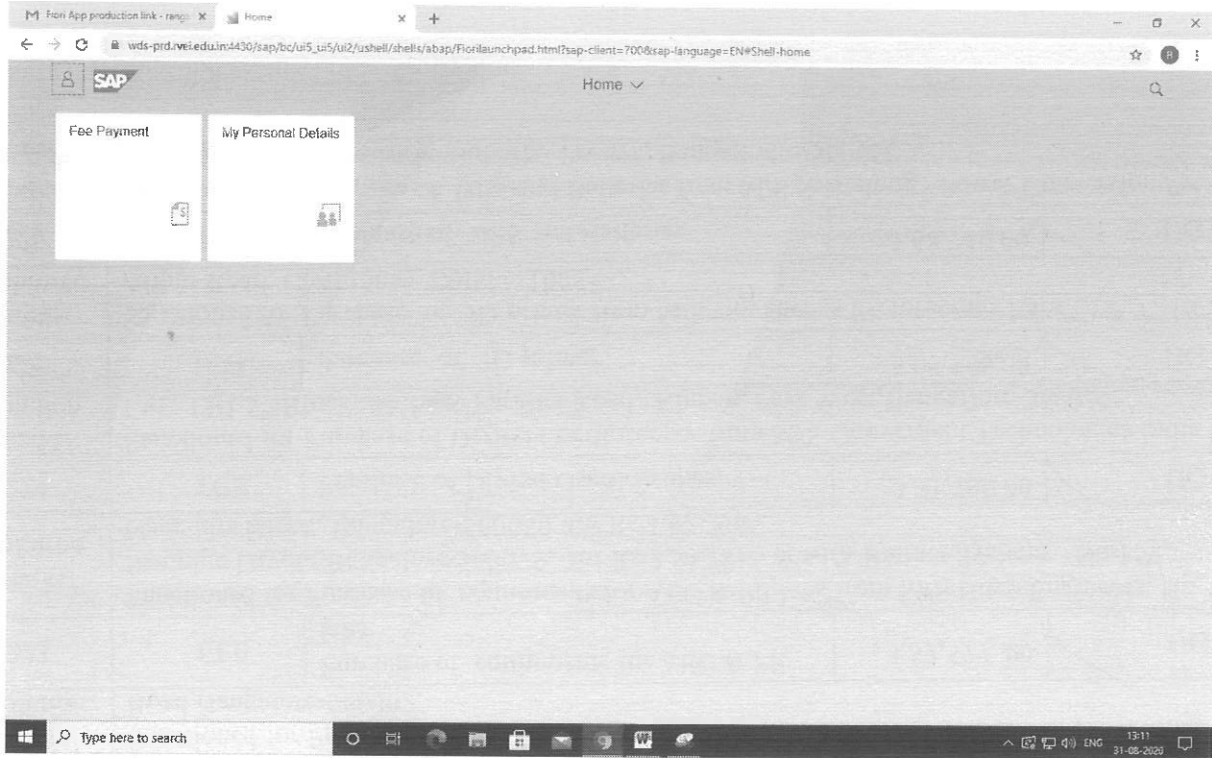 Fiori App production link - rang
Home
wds-prd.rvei.edu.in:4430/sap/bc/ui5_ui5/ui2/ushell/shells/abap/Fiorilaunchpad.html?sap-client=700&sap-language=EN#Shell-home
SAP
Home
Fee Payment
My Personal Details
Type here to search
ENG
13:11
31-08-2020